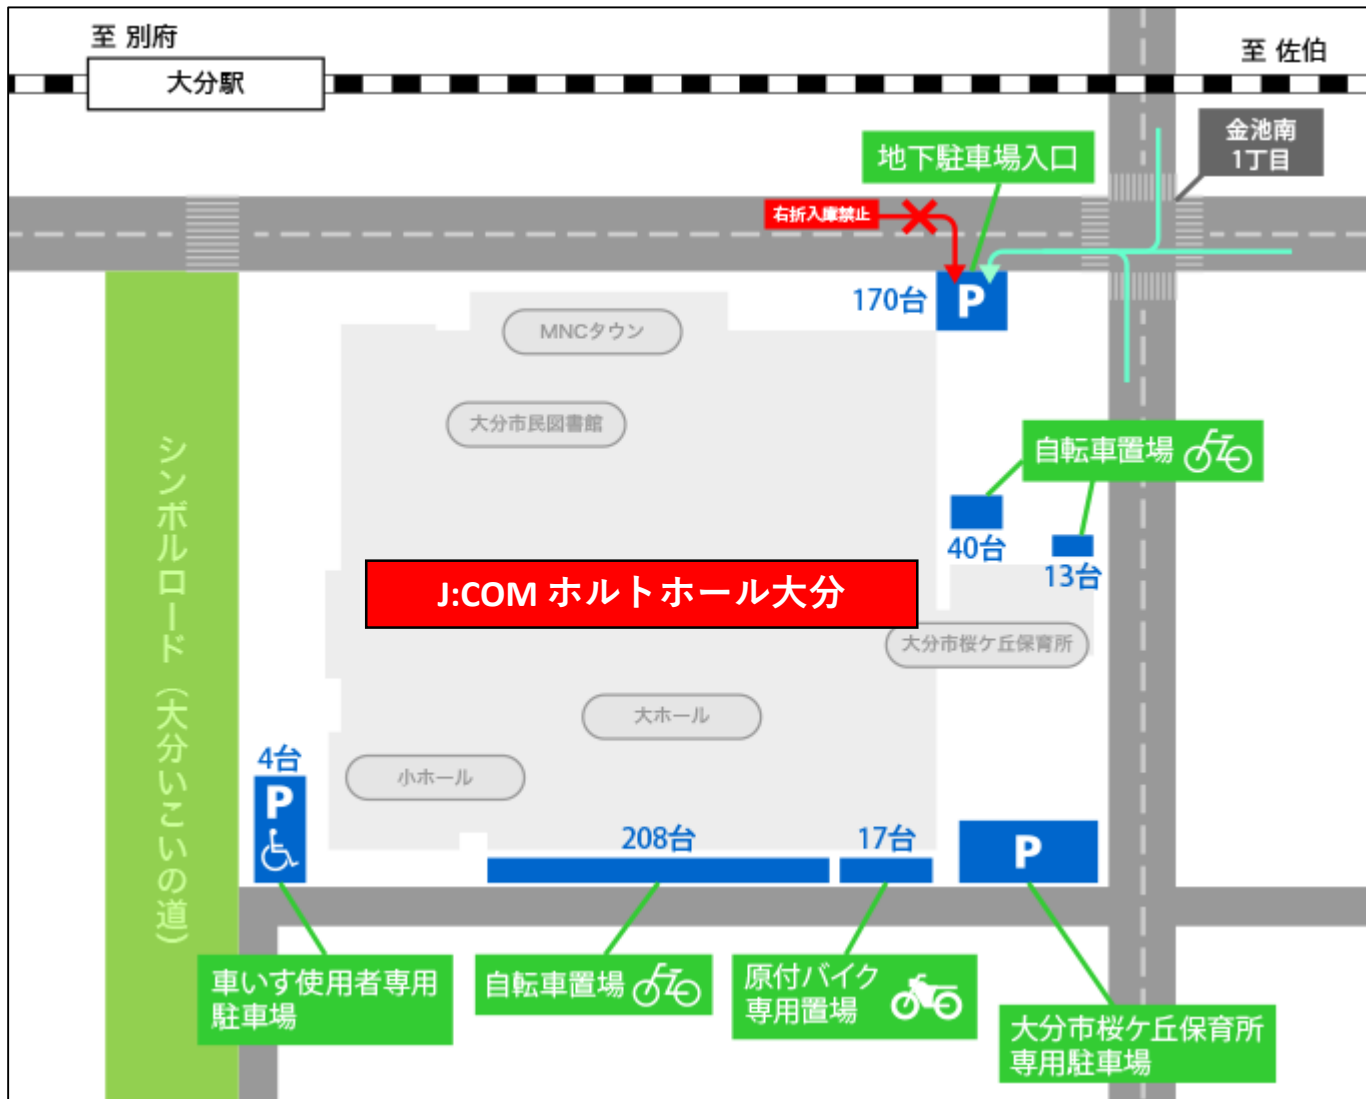 至 別府
大分駅
至 佐伯
金池南
1丁目
地下駐車場入口
右折入庫禁止
170台
P
MNCタウン
大分市民図書館
自転車置場
40台
13台
シンボルロード（大分いこいの道）
J:COM ホルトホール大分
大分市桜ケ丘保育所
大ホール
小ホール
4台
P
208台
17台
P
車いす使用者専用
駐車場
自転車置場
原付バイク
専用置場
大分市桜ケ丘保育所
専用駐車場